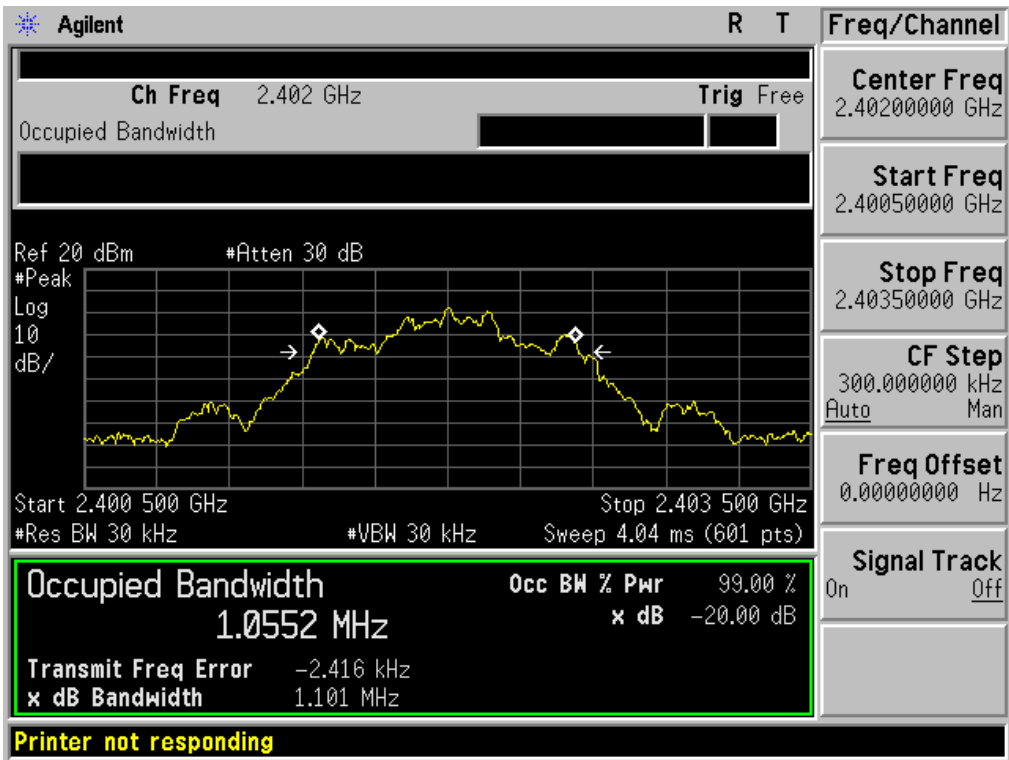 Agilent R T
Freq/Channel
Ch Freq 2.402 GHz Trig Free
Occupied Bandwidth
Ref 20 dBm #Atten 30 dB
#Peak
Log
10
dB/
Start 2.400 500 GHz Stop 2.403 500 GHz
#Res BW 30 kHz #VBW 30 kHz Sweep 4.04 ms (601 pts)
Occupied Bandwidth
1.0552 MHz
Occ BW % Pwr 99.00 %
x dB -20.00 dB
Transmit Freq Error -2.416 kHz
x dB Bandwidth 1.101 MHz
Printer not responding
Center Freq
2.40200000 GHz
Start Freq
2.40050000 GHz
Stop Freq
2.40350000 GHz
CF Step
300.000000 kHz
Auto Man
Freq Offset
0.00000000 Hz
Signal Track
On Off